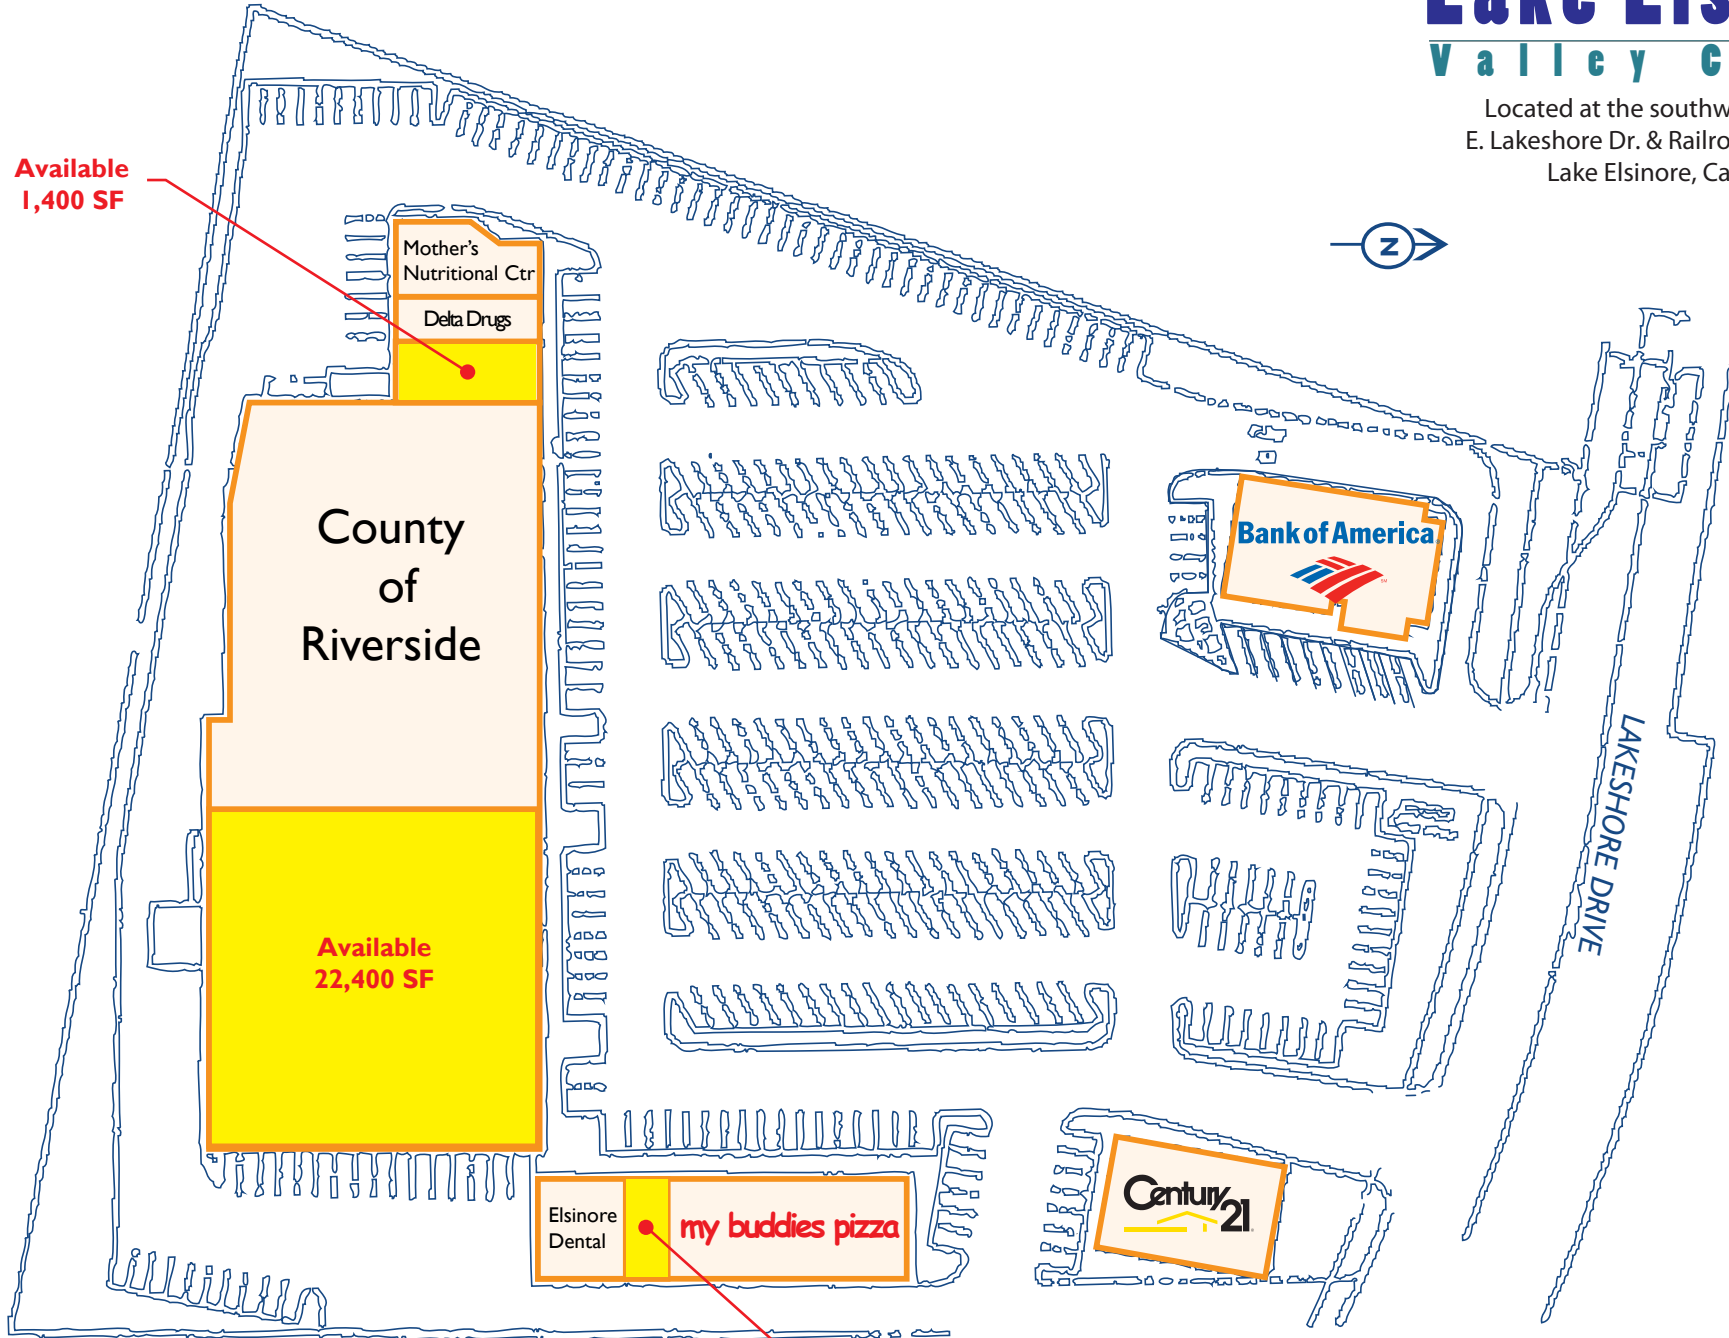 Lake Els
Valley C
Located at the southw
E. Lakeshore Dr. & Railro
Lake Elsinore, Ca
N
Available
1,400 SF
Mother's
Nutritional Ctr
Delta Drugs
County
of
Riverside
Bank of America
Available
22,400 SF
LAKESHORE DRIVE
Elsinore
Dental
my buddies pizza
Century 21